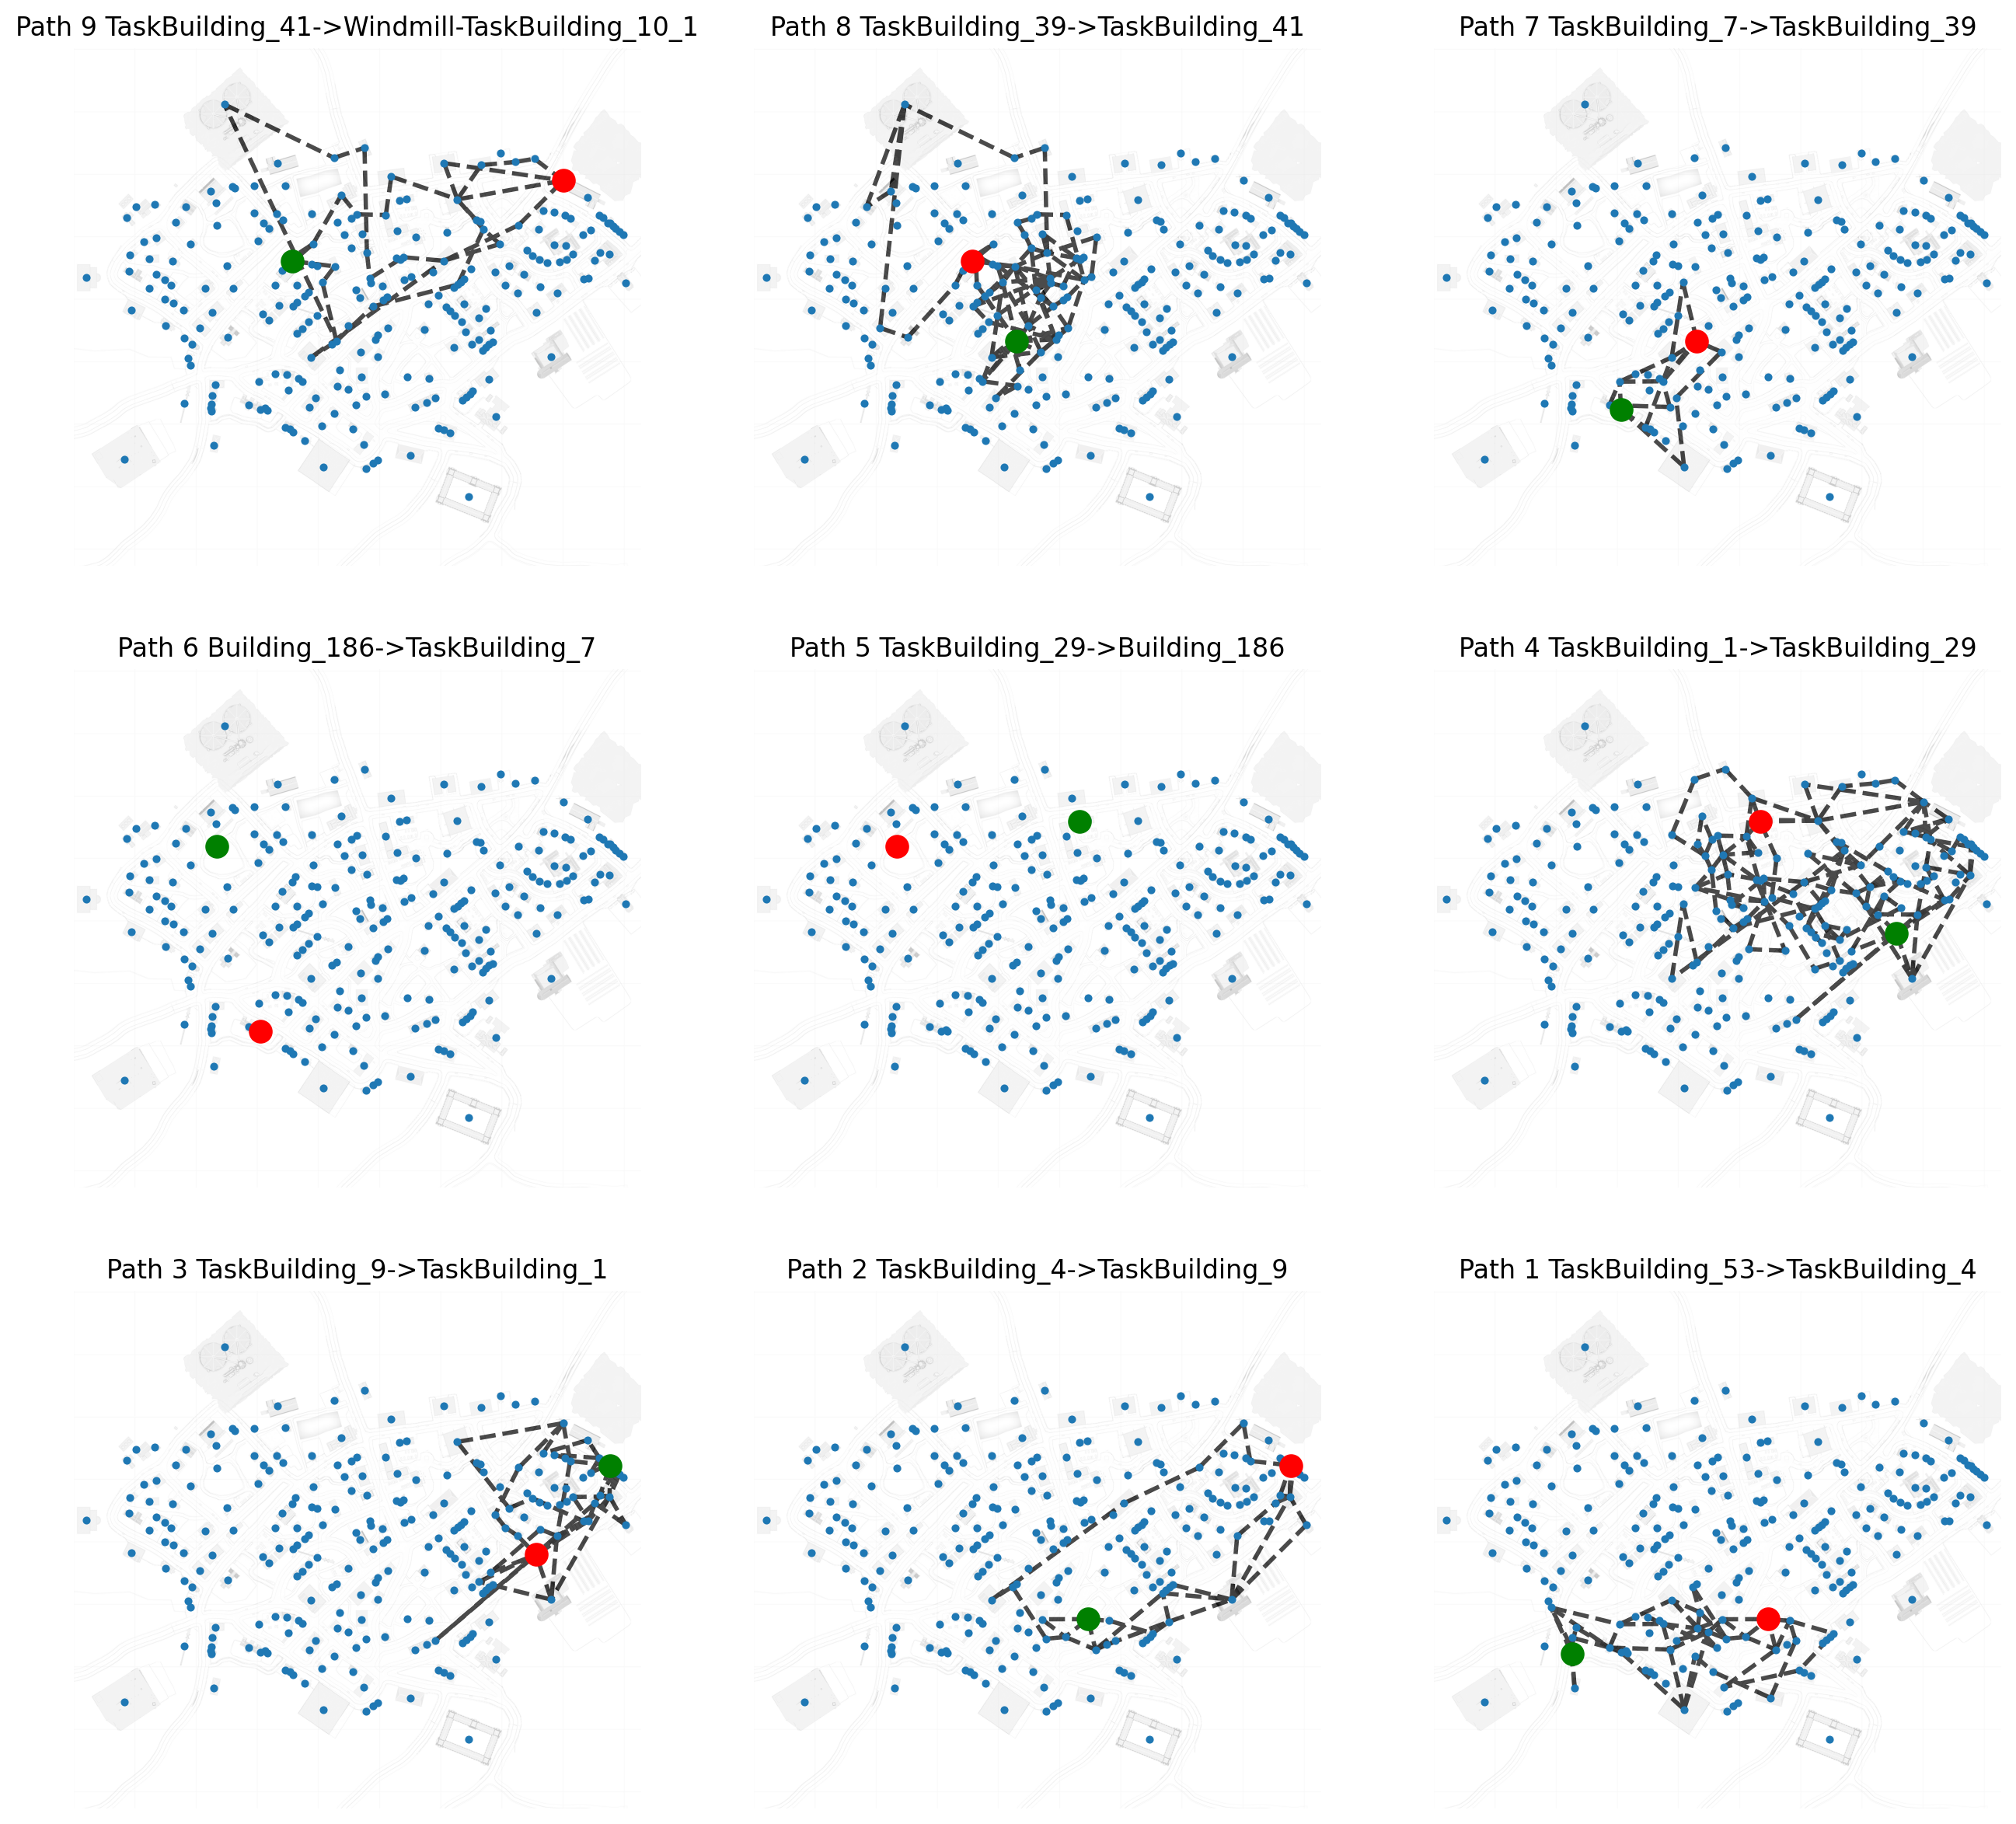 Path 9 TaskBuilding_41->Windmill-TaskBuilding_10_1
Path 8 TaskBuilding_39->TaskBuilding_41
Path 7 TaskBuilding_7->TaskBuilding_39
Path 6 Building_186->TaskBuilding_7
Path 5 TaskBuilding_29->Building_186
Path 4 TaskBuilding_1->TaskBuilding_29
Path 3 TaskBuilding_9->TaskBuilding_1
Path 2 TaskBuilding_4->TaskBuilding_9
Path 1 TaskBuilding_53->TaskBuilding_4